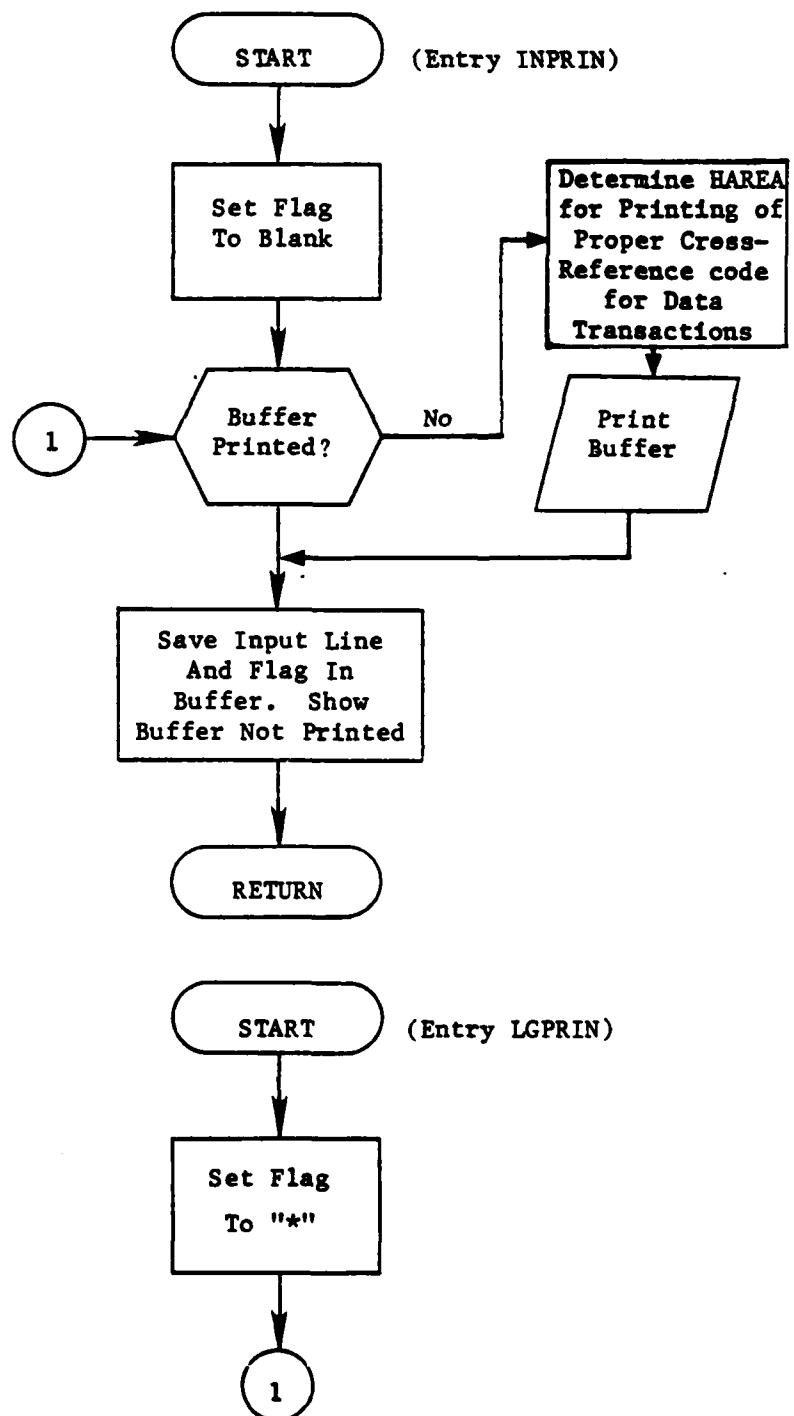 START
(Entry INPRIN)
Set Flag
To Blank
Determine HAREA
for Printing of
Proper Cross-
Reference code
for Data
Transactions
1
Buffer
Printed?
No
Print
Buffer
Save Input Line
And Flag In
Buffer. Show
Buffer Not Printed
RETURN
START
(Entry LGPRIN)
Set Flag
To "*"
1